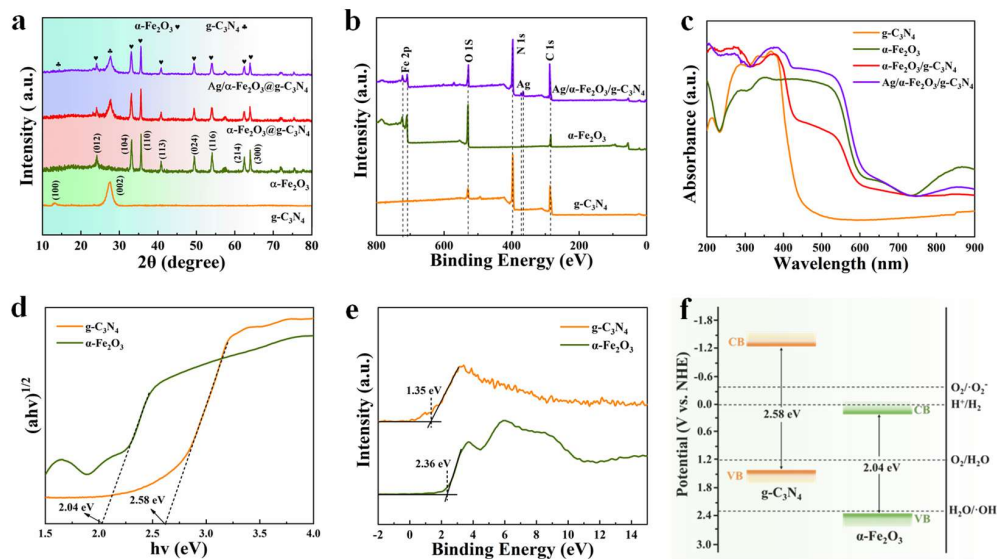 a
α-Fe₂O₃ ♥ g-C₃N₄ ♣
Ag/α-Fe₂O₃@g-C₃N₄
α-Fe₂O₃@g-C₃N₄
(012)
(104)
(110)
(113)
(024)
(116)
(214)
(300)
α-Fe₂O₃
(100)
(002)
g-C₃N₄
Intensity ( a.u.)
10 20 30 40 50 60 70 80
2θ (degree)
b
Fe 2p
O 1S
N 1s
Ag
C 1s
Ag/α-Fe₂O₃/g-C₃N₄
α-Fe₂O₃
g-C₃N₄
Intensity (a.u.)
800 600 400 200 0
Binding Energy (eV)
c
g-C₃N₄
α-Fe₂O₃
α-Fe₂O₃/g-C₃N₄
Ag/α-Fe₂O₃/g-C₃N₄
Absorbance (a.u.)
200 300 400 500 600 700 800 900
Wavelength (nm)
d
g-C₃N₄
α-Fe₂O₃
2.04 eV
2.58 eV
(ahv)¹/²
1.5 2.0 2.5 3.0 3.5 4.0
hv (eV)
e
g-C₃N₄
α-Fe₂O₃
1.35 eV
2.36 eV
Intensity (a.u.)
-2 0 2 4 6 8 10 12 14
Binding Energy (eV)
f
Potential (V vs. NHE)
-1.8
-1.2
-0.6
0.0
0.6
1.2
1.8
2.4
3.0
CB
2.58 eV
VB
g-C₃N₄
CB
2.04 eV
VB
α-Fe₂O₃
O₂/·O₂⁻
H⁺/H₂
O₂/H₂O
H₂O/·OH